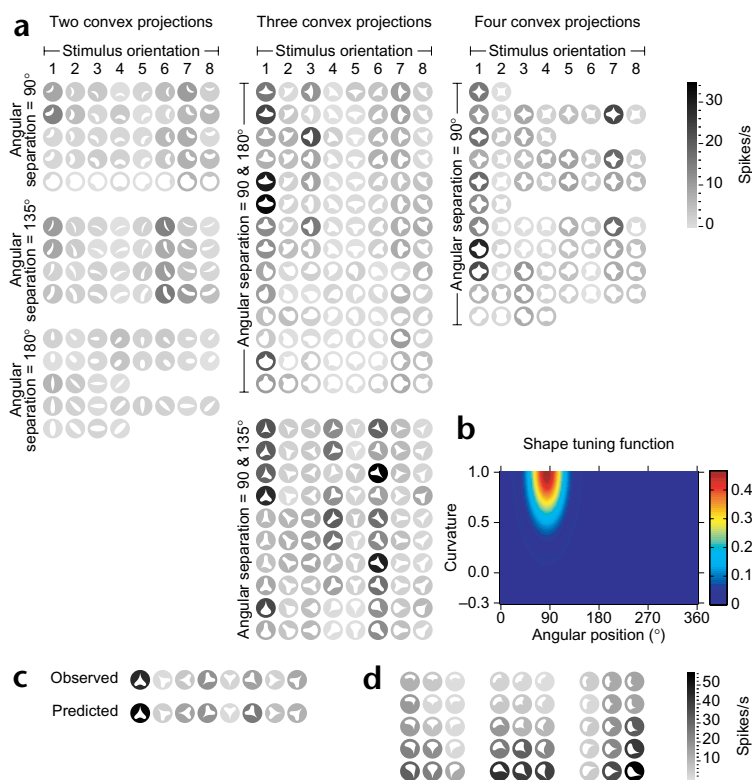 a
Two convex projections
Three convex projections
Four convex projections
Stimulus orientation
Stimulus orientation
Stimulus orientation
1 2 3 4 5 6 7 8
1 2 3 4 5 6 7 8
1 2 3 4 5 6 7 8
Angular
separation = 90°
Angular
separation = 135°
Angular
separation = 180°
Angular separation = 90 & 180°
Angular separation = 90 & 135°
Angular separation = 90°
30
20
10
0
Spikes/s
b
Shape tuning function
1.0
0.5
0.0
–0.3
Curvature
0 90 180 270 360
Angular position (°)
0.4
0.3
0.2
0.1
0
c
Observed
Predicted
d
50
40
30
20
10
0
Spikes/s